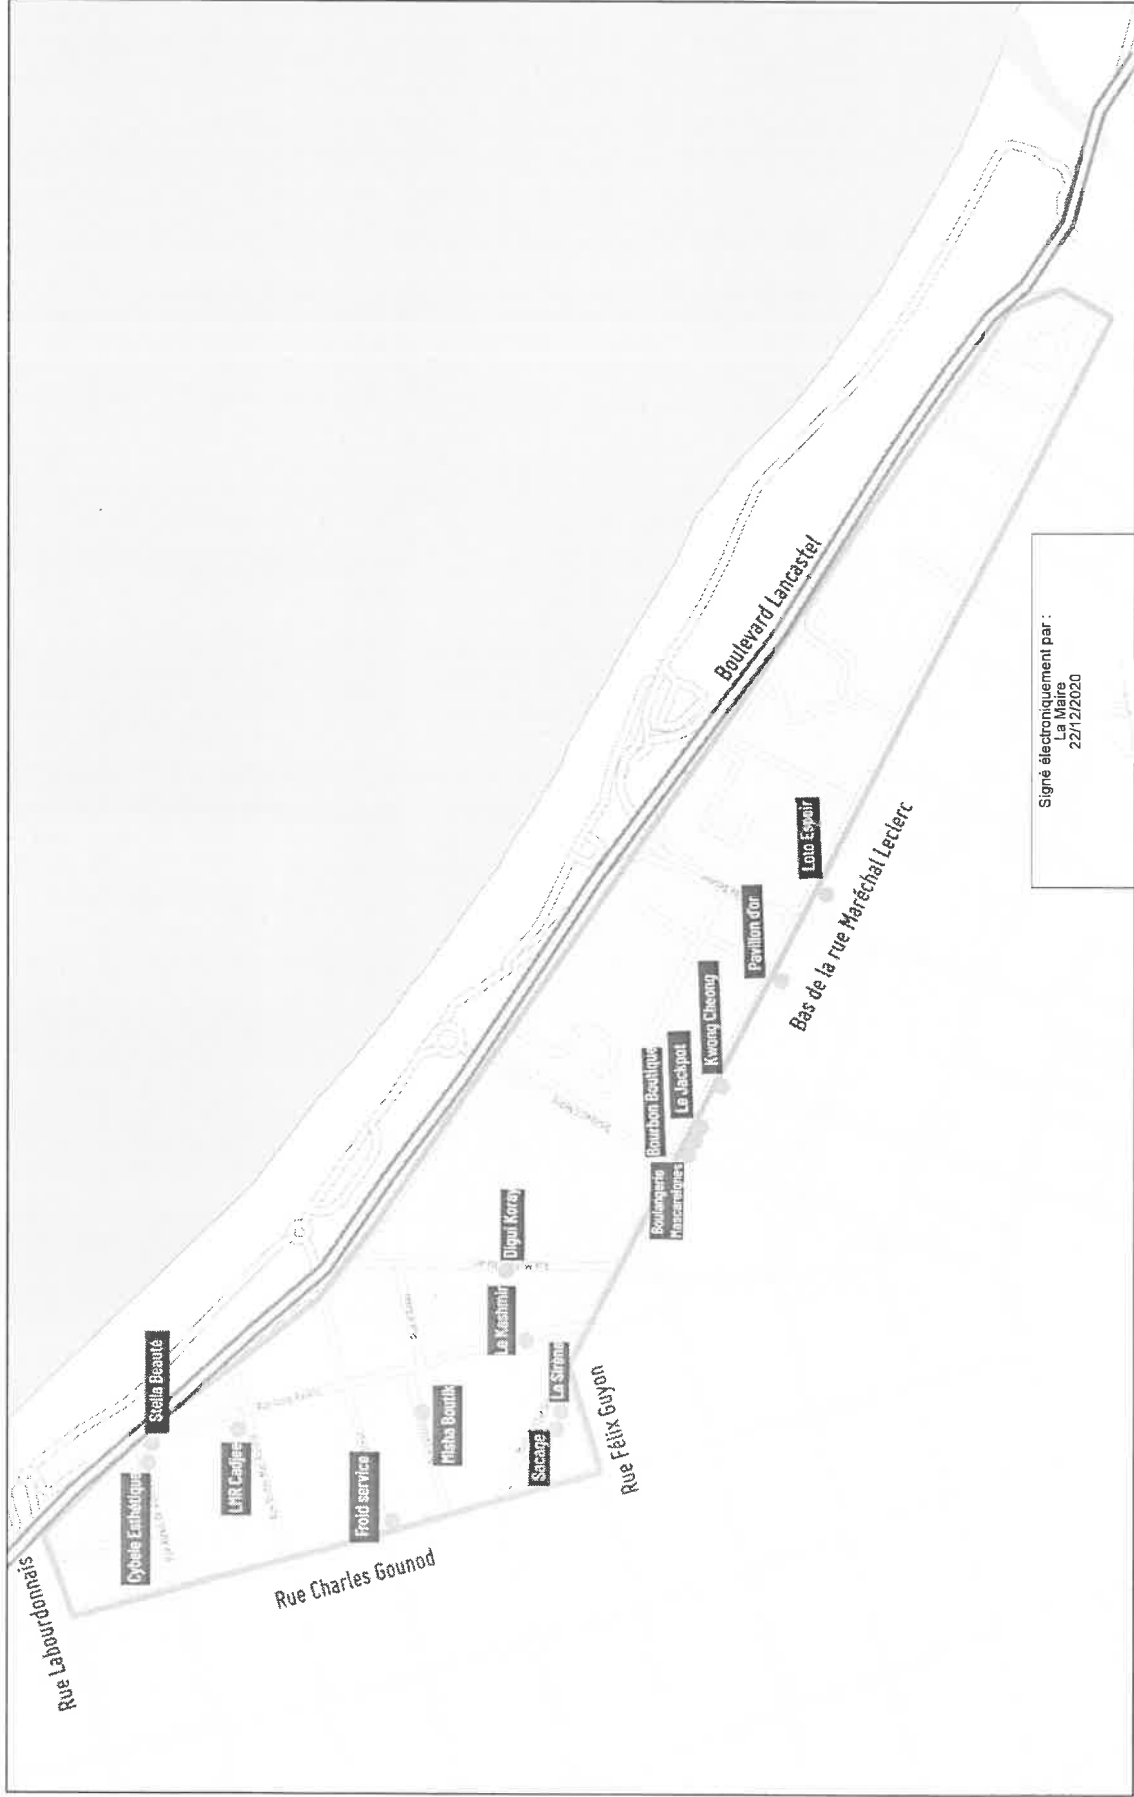 Rue Labourdonnais
Cybele Esthétique
Stella Beauté
LMR Cadjee
Froid service
Rue Charles Gounod
Misha Boutik
Le Kashmir
Digui Koray
Sacage
La Sirène
Rue Félix Guyon
Boulangerie
Mascareignes
Bourbon Boutique
Le Jackpot
Kwong Cheong
Pavillon d'or
Loto Espoir
Bas de la rue Maréchal Leclerc
Boulevard Lancastel
Signé électroniquement par :
La Maire
22/12/2020